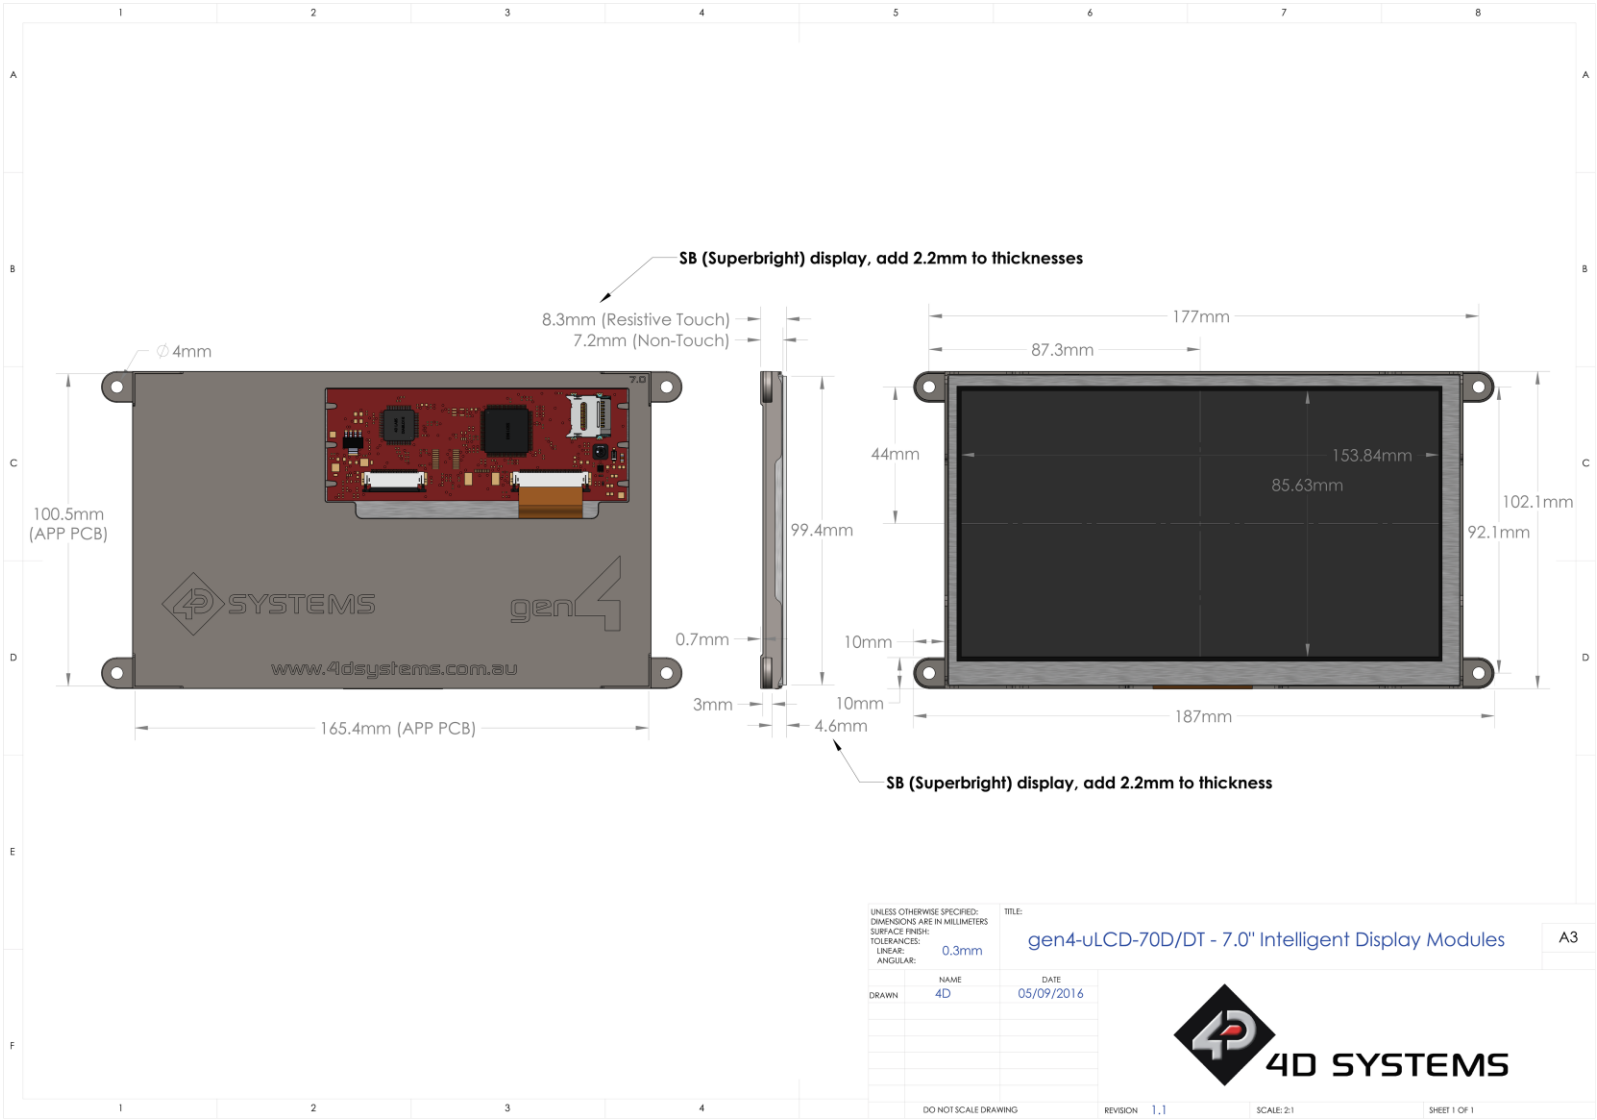 1 2 3 4 5 6 7 8
A A
B B
SB (Superbright) display, add 2.2mm to thicknesses
8.3mm (Resistive Touch)
7.2mm (Non-Touch)
177mm
87.3mm
Ø 4mm
7.0
C C
44mm
153.84mm
85.63mm
100.5mm
(APP PCB)
99.4mm
102.1mm
92.1mm
4D SYSTEMS
gen4
0.7mm
10mm
D D
www.4dsystems.com.au
3mm
10mm
4.6mm
165.4mm (APP PCB)
187mm
SB (Superbright) display, add 2.2mm to thickness
E
F
UNLESS OTHERWISE SPECIFIED:
DIMENSIONS ARE IN MILLIMETERS
SURFACE FINISH:
TOLERANCES:
LINEAR: 0.3mm
ANGULAR:
TITLE:
gen4-uLCD-70D/DT - 7.0" Intelligent Display Modules
A3
NAME DATE
DRAWN 4D 05/09/2016
4D SYSTEMS
DO NOT SCALE DRAWING
REVISION 1.1
SCALE: 2:1
SHEET 1 OF 1
1 2 3 4